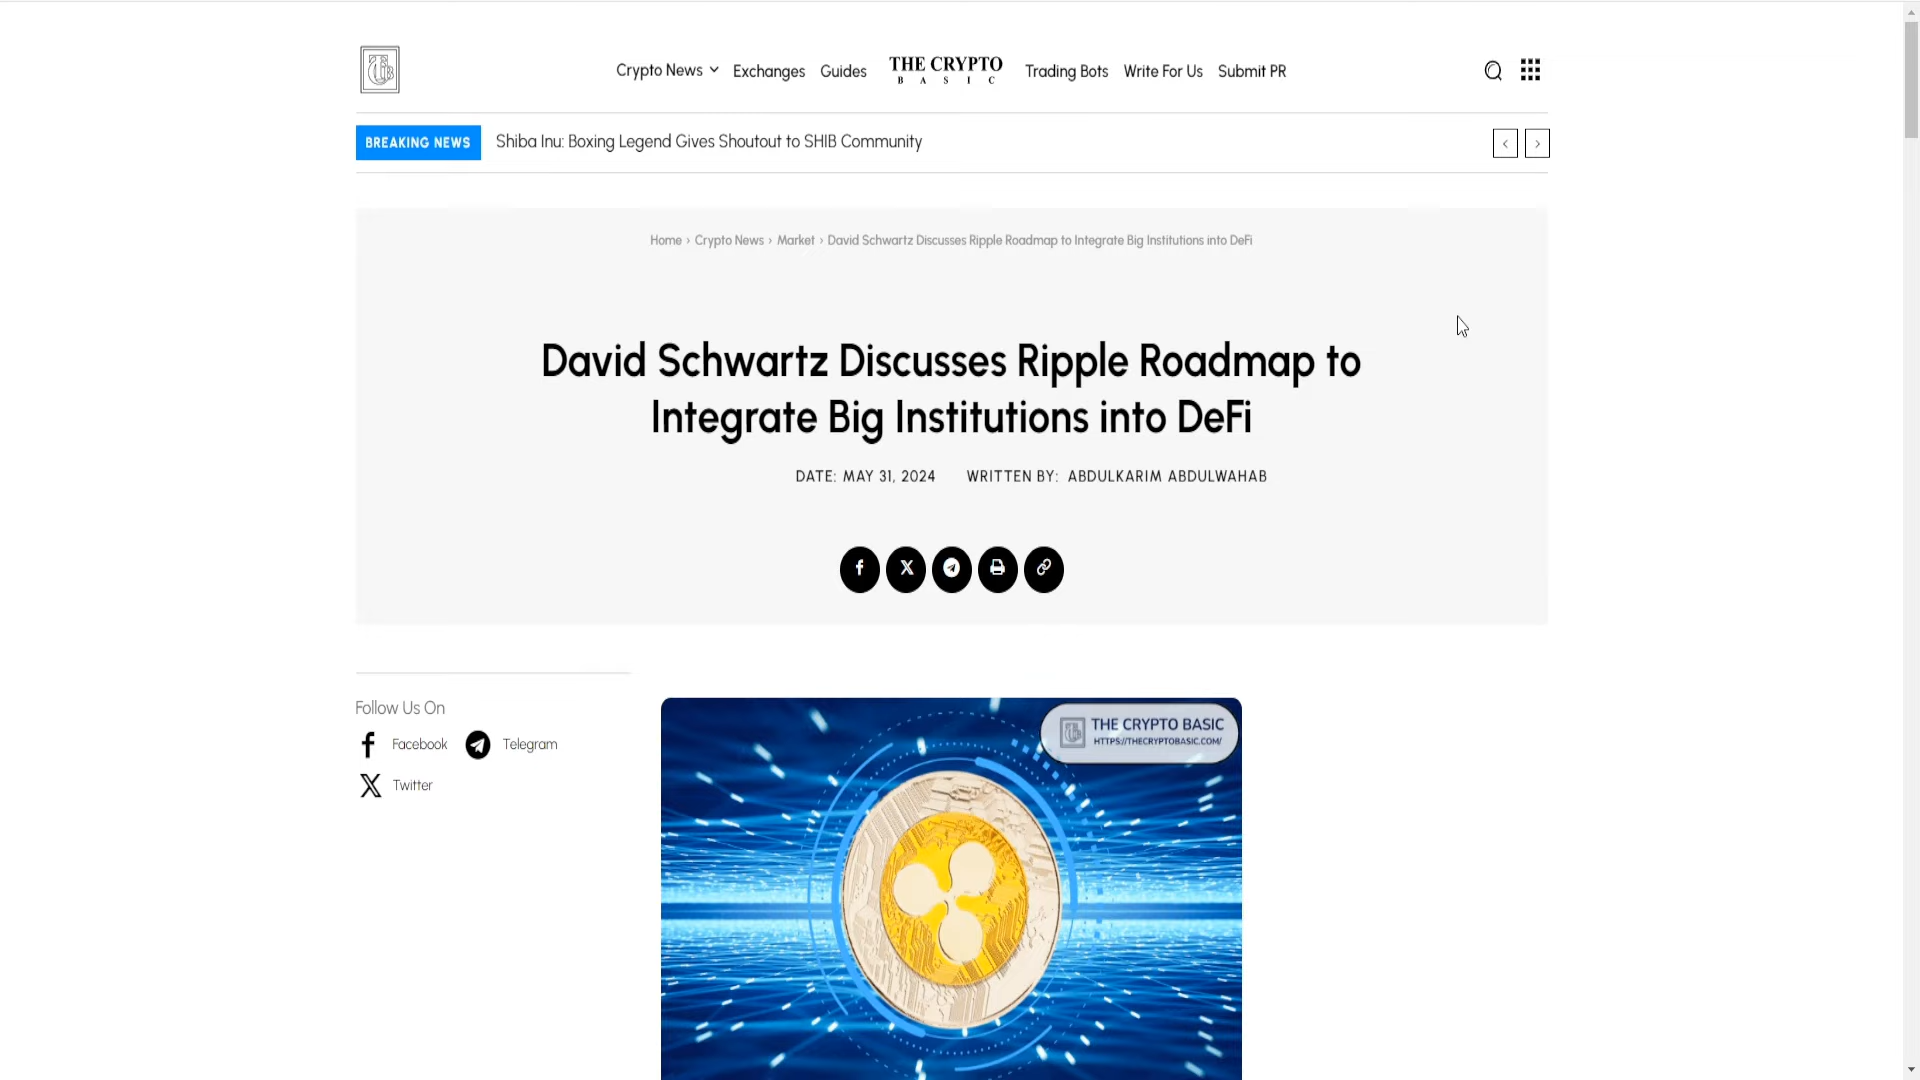 Crypto News
Exchanges
Guides
THE CRYPTO
BASIC
Trading Bots
Write For Us
Submit PR
BREAKING NEWS
Shiba Inu: Boxing Legend Gives Shoutout to SHIB Community
Home › Crypto News › Market › David Schwartz Discusses Ripple Roadmap to Integrate Big Institutions into DeFi
David Schwartz Discusses Ripple Roadmap to
Integrate Big Institutions into DeFi
DATE: MAY 31, 2024
WRITTEN BY: ABDULKARIM ABDULWAHAB
Follow Us On
Facebook
Telegram
Twitter
THE CRYPTO BASIC
HTTPS://THECRYPTOBASIC.COM/